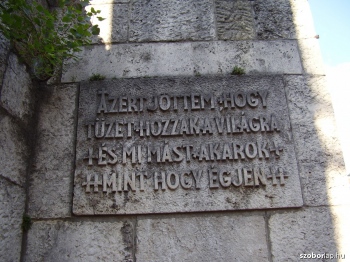 AZÉRT·JÖTTEM·HOGY
TÜZET·HOZZAK·A·VILÁGRA
+ÉS·MI·MÁST·AKAROK+
++MINT·HOGY·ÉGJEN++
szoborlap.hu